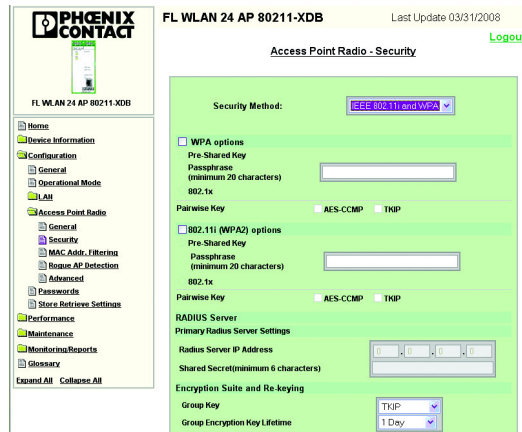 PHŒNIX
CONTACT
FL WLAN 24 AP 80211-XDB
FL WLAN 24 AP 80211-XDB
Last Update 03/31/2008
Logou
Home
Device Information
Configuration
General
Operational Mode
LAN
Access Point Radio
General
Security
MAC Addr. Filtering
Rogue AP Detection
Advanced
Passwords
Store Retrieve Settings
Performance
Maintenance
Monitoring/Reports
Glossary
Expand All Collapse All
Access Point Radio - Security
Security Method: IEEE 802.11i and WPA
WPA options
Pre-Shared Key
Passphrase
(minimum 20 characters)
802.1x
Pairwise Key AES-CCMP TKIP
802.11i (WPA2) options
Pre-Shared Key
Passphrase
(minimum 20 characters)
802.1x
Pairwise Key AES-CCMP TKIP
RADIUS Server
Primary Radius Server Settings
Radius Server IP Address 0 . 0 . 0 . 0
Shared Secret(minimum 6 characters)
Encryption Suite and Re-keying
Group Key TKIP
Group Encryption Key Lifetime 1 Day